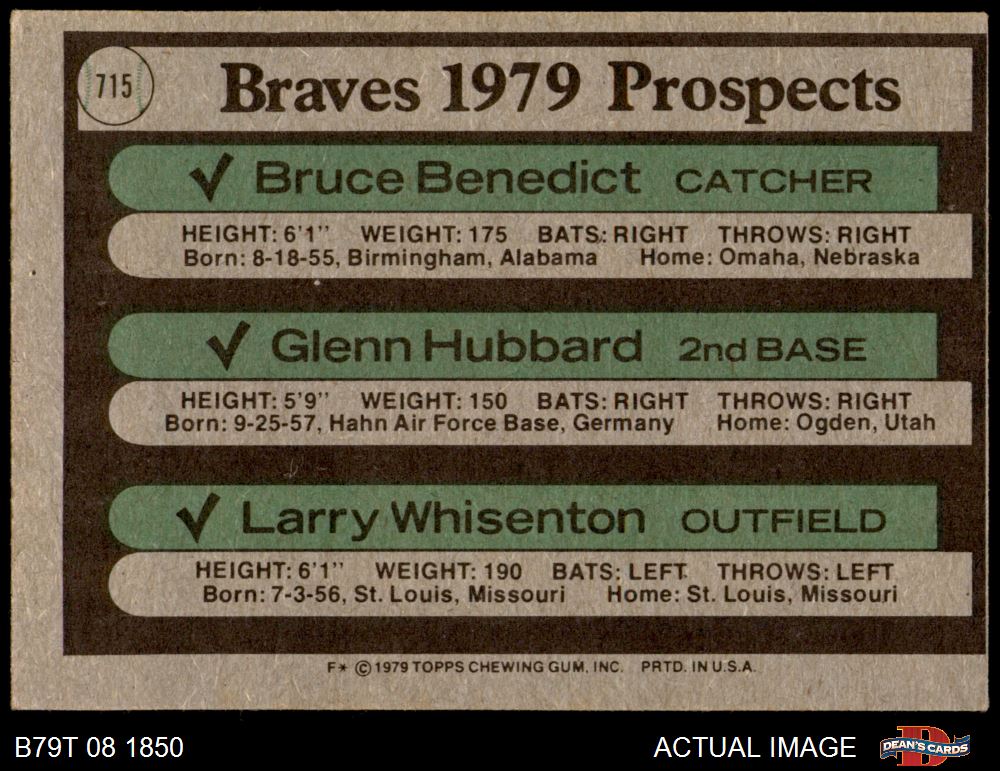 715
Braves 1979 Prospects
✓ Bruce Benedict CATCHER
HEIGHT: 6'1" WEIGHT: 175 BATS: RIGHT THROWS: RIGHT
Born: 8-18-55, Birmingham, Alabama Home: Omaha, Nebraska
✓ Glenn Hubbard 2nd BASE
HEIGHT: 5'9" WEIGHT: 150 BATS: RIGHT THROWS: RIGHT
Born: 9-25-57, Hahn Air Force Base, Germany Home: Ogden, Utah
✓ Larry Whisenton OUTFIELD
HEIGHT: 6'1" WEIGHT: 190 BATS: LEFT THROWS: LEFT
Born: 7-3-56, St. Louis, Missouri Home: St. Louis, Missouri
F* © 1979 TOPPS CHEWING GUM, INC. PRTD. IN U.S.A.
B79T 08 1850 ACTUAL IMAGE D DEAN'S CARDS